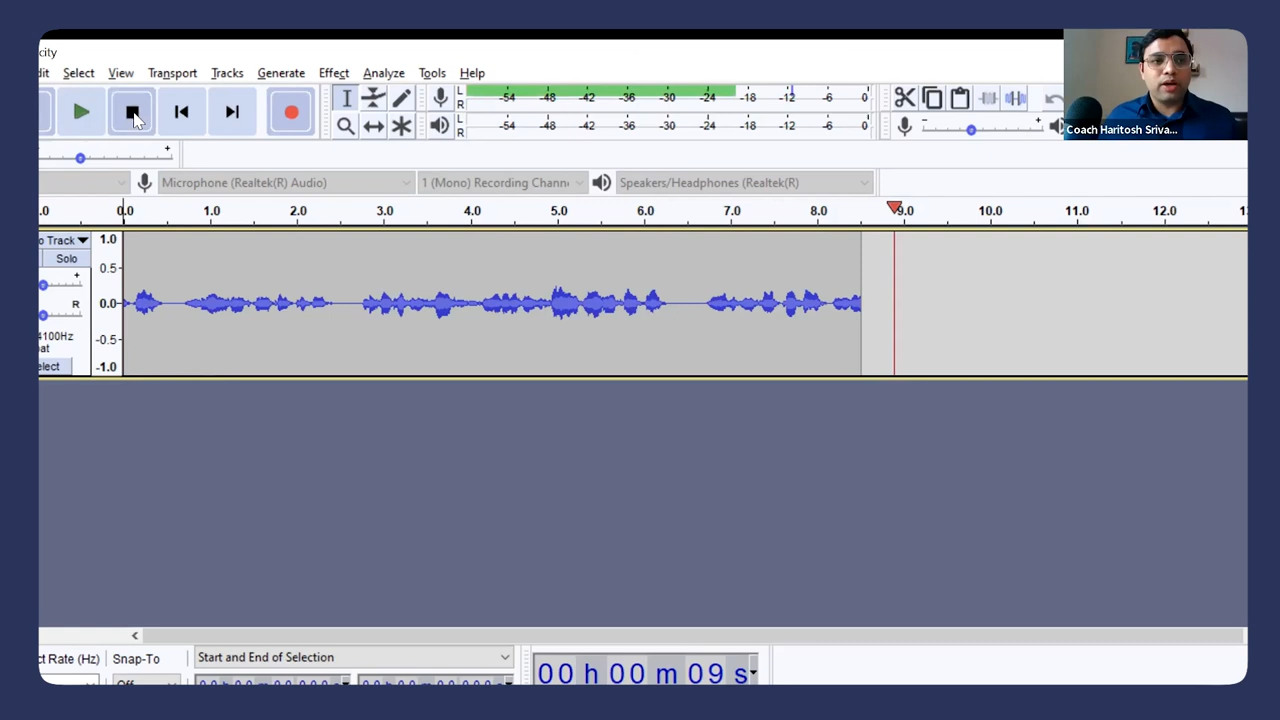 city
dit Select View Transport Tracks Generate Effect Analyze Tools Help
L R -54 -48 -42 -36 -30 -24 -18 -12 -6 0
L R -54 -48 -42 -36 -30 -24 -18 -12 -6 0
Coach Haritosh Sriva...
- +
- +
Microphone (Realtek(R) Audio) 1 (Mono) Recording Chann Speakers/Headphones (Realtek(R)
.0 0.0 1.0 2.0 3.0 4.0 5.0 6.0 7.0 8.0 9.0 10.0 11.0 12.0 1
o Track 1.0
Solo
+ 0.5
R 0.0
4100Hz -0.5
at
elect -1.0
ct Rate (Hz) Snap-To Start and End of Selection
Off
00 h 00 m 09 s